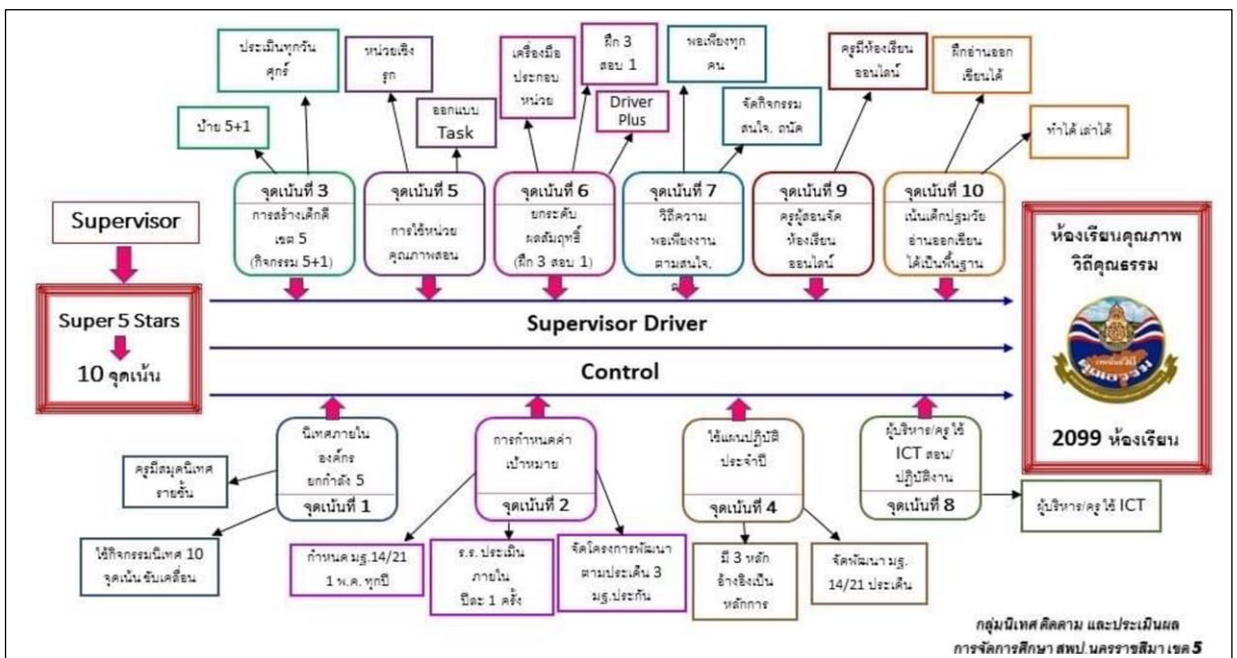 ประเมินทุกวัน
ศุกร์
หน่วยเชิง
รุก
เครื่องมือ
ประกอบ
หน่วย
ฝึก 3
สอบ 1
พอเพียงทุก
คน
ครูมีห้องเรียน
ออนไลน์
ฝึกอ่านออก
เขียนได้
ป้าย 5+1
ออกแบบ
Task
Driver
Plus
จัดกิจกรรม
สนใจ, ถนัด
ทำได้ เล่าได้
Supervisor
จุดเน้นที่ 3
การสร้างเด็กดี
เขต 5
(กิจกรรม 5+1)
จุดเน้นที่ 5
การใช้หน่วย
คุณภาพสอน
จุดเน้นที่ 6
ยกระดับ
ผลสัมฤทธิ์
(ฝึก 3 สอบ 1)
จุดเน้นที่ 7
วิถีความ
พอเพียงงาน
ตามสนใจ,
จุดเน้นที่ 9
ครูผู้สอนจัด
ห้องเรียน
ออนไลน์
จุดเน้นที่ 10
เน้นเด็กปฐมวัย
อ่านออกเขียน
ได้เป็นพื้นฐาน
Super 5 Stars
10 จุดเน้น
Supervisor Driver
Control
ห้องเรียนคุณภาพ
วิถีคุณธรรม
คุณธรรม
2099 ห้องเรียน
นิเทศภายใน
องค์กร
ยกกำลัง 5
จุดเน้นที่ 1
การกำหนดค่า
เป้าหมาย
จุดเน้นที่ 2
ใช้แผนปฏิบัติ
ประจำปี
จุดเน้นที่ 4
ผู้บริหาร/ครู ใช้
ICT สอน/
ปฏิบัติงาน
จุดเน้นที่ 8
ครูมีสมุดนิเทศ
รายชั้น
ใช้กิจกรรมนิเทศ 10
จุดเน้น ขับเคลื่อน
กำหนด มฐ.14/21
1 พ.ค. ทุกปี
ร.ร. ประเมิน
ภายใน
ปีละ 1 ครั้ง
จัดโครงการพัฒนา
ตามประเด็น 3
มฐ.ประกัน
มี 3 หลัก
อ้างอิงเป็น
หลักการ
จัดพัฒนา มฐ.
14/21 ประเด็น
ผู้บริหาร/ครู ใช้ ICT
กลุ่มนิเทศ ติดตาม และประเมินผล
การจัดการศึกษา สพป.นครราชสีมา เขต 5